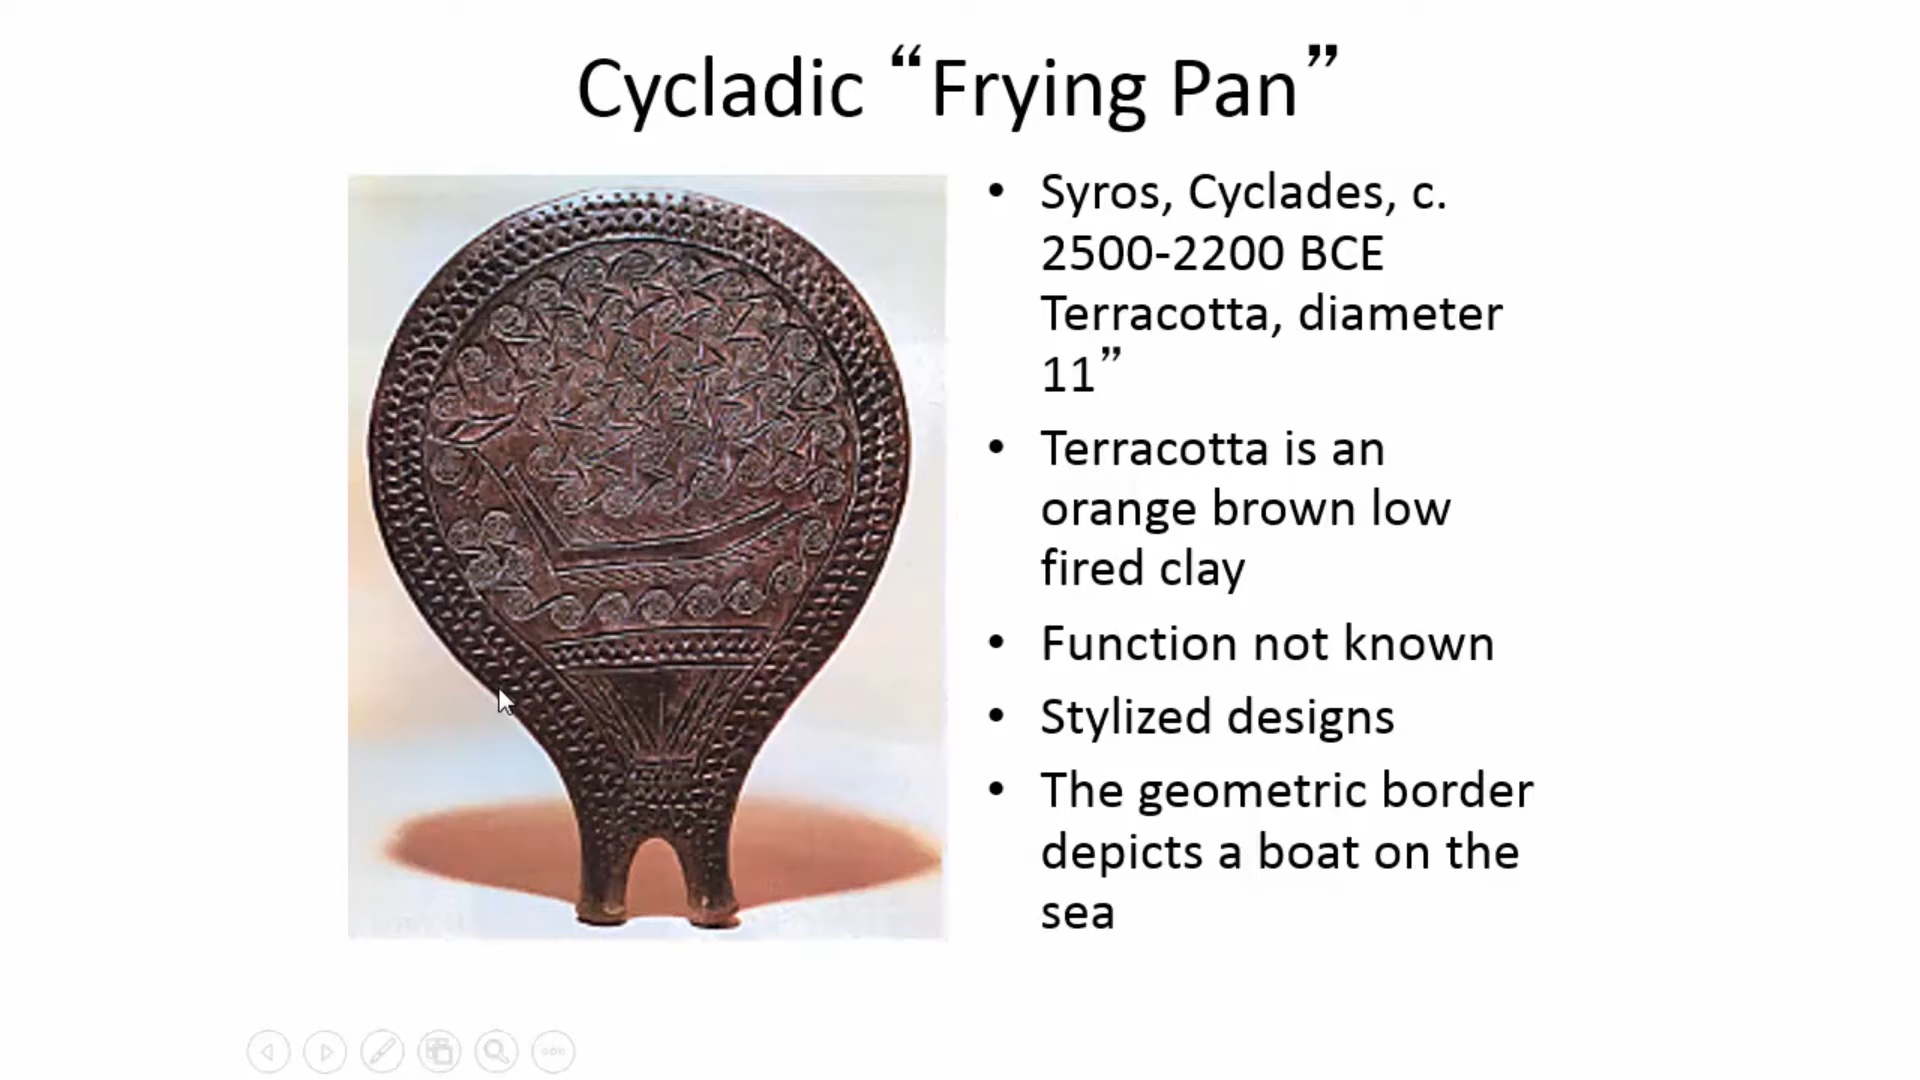 Cycladic “Frying Pan”
• Syros, Cyclades, c.
2500-2200 BCE
Terracotta, diameter
11”
• Terracotta is an
orange brown low
fired clay
• Function not known
• Stylized designs
• The geometric border
depicts a boat on the
sea